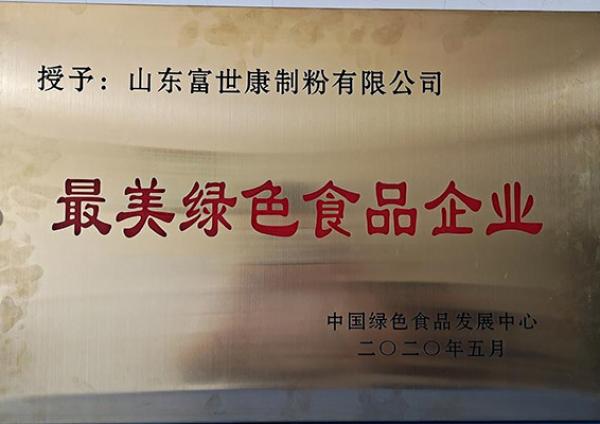 授予：山东富世康制粉有限公司
最美绿色食品企业
中国绿色食品发展中心
二〇二〇年五月